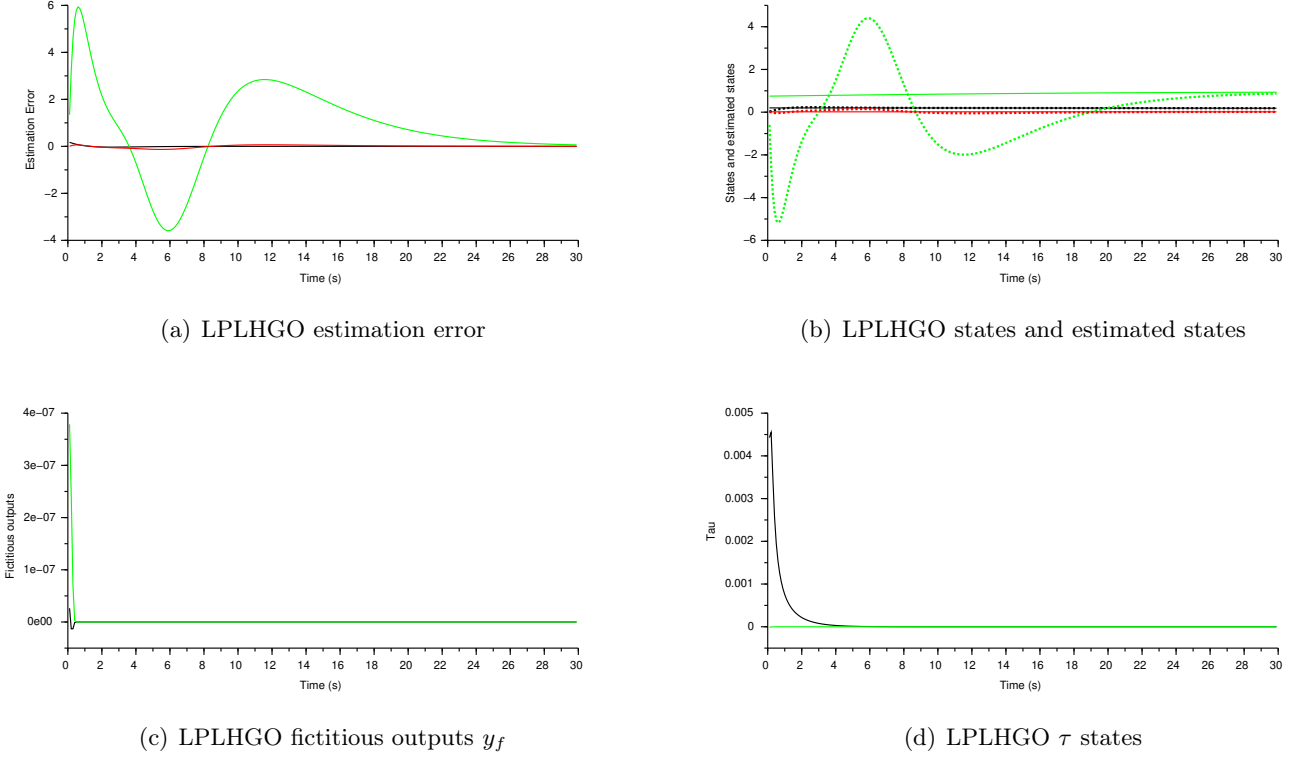 6
4
2
0
−2
−4
Estimation Error
0 2 4 6 8 10 12 14 16 18 20 22 24 26 28 30
Time (s)
(a) LPLHGO estimation error
4
2
0
−2
−4
−6
States and estimated states
0 2 4 6 8 10 12 14 16 18 20 22 24 26 28 30
Time (s)
(b) LPLHGO states and estimated states
4e−07
3e−07
2e−07
1e−07
0e00
Fictitious outputs
0 2 4 6 8 10 12 14 16 18 20 22 24 26 28 30
Time (s)
(c) LPLHGO fictitious outputs y_f
0.005
0.004
0.003
0.002
0.001
0
Tau
0 2 4 6 8 10 12 14 16 18 20 22 24 26 28 30
Time (s)
(d) LPLHGO τ states